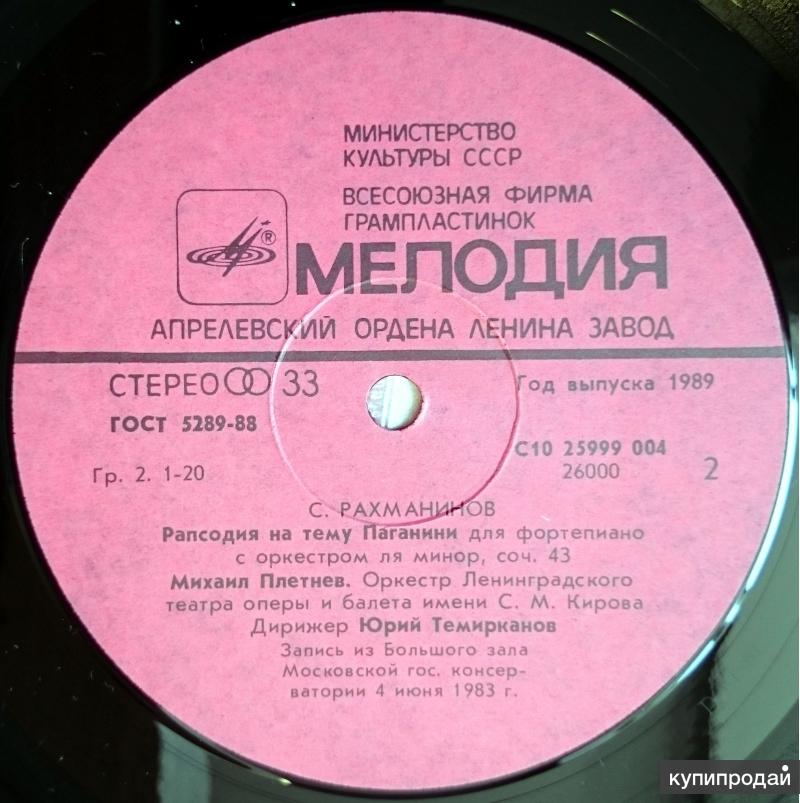 МИНИСТЕРСТВО
КУЛЬТУРЫ СССР
ВСЕСОЮЗНАЯ ФИРМА
ГРАМПЛАСТИНОК
® МЕЛОДИЯ
АПРЕЛЕВСКИЙ ОРДЕНА ЛЕНИНА ЗАВОД
СТЕРЕО 33 Год выпуска 1989
ГОСТ 5289-88
С10 25999 004
Гр. 2. 1-20 26000 2
С. РАХМАНИНОВ
Рапсодия на тему Паганини для фортепиано
с оркестром ля минор, соч. 43
Михаил Плетнев. Оркестр Ленинградского
театра оперы и балета имени С. М. Кирова
Дирижер Юрий Темирканов
Запись из Большого зала
Московской гос. консер-
ватории 4 июня 1983 г.
купипродай